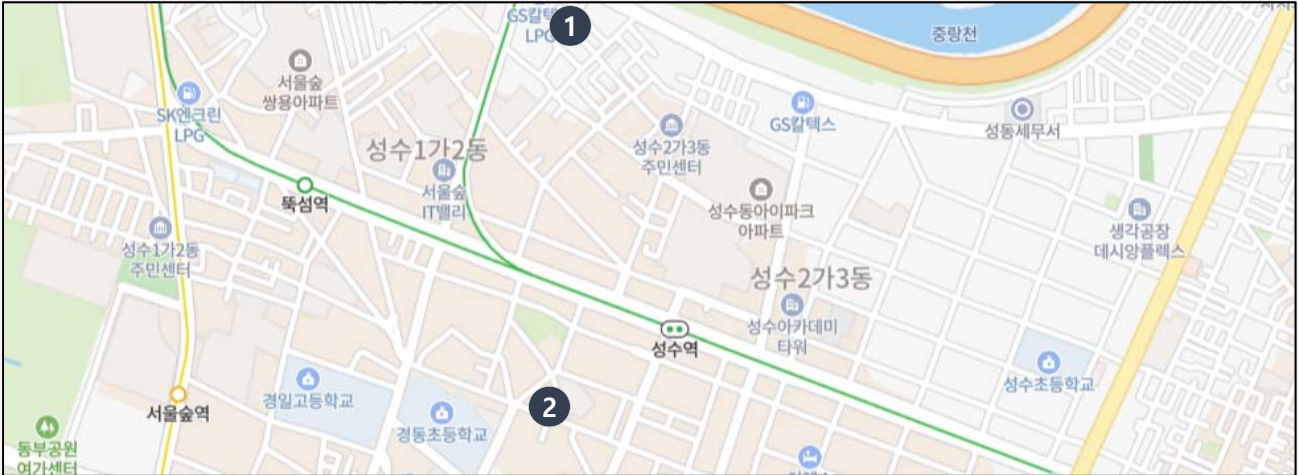 GS칼텍
LPG
1
중랑천
서울숲
쌍용아파트
SK엔크린
LPG
GS칼텍스
성동세무서
성수1가2동
성수2가3동
주민센터
서울숲
IT밸리
뚝섬역
성수동아이파크
아파트
생각공장
데시앙플렉스
성수1가2동
주민센터
성수2가3동
성수아카데미
타워
성수역
성수초등학교
경일고등학교
서울숲역
2
경동초등학교
동부공원
여가센터